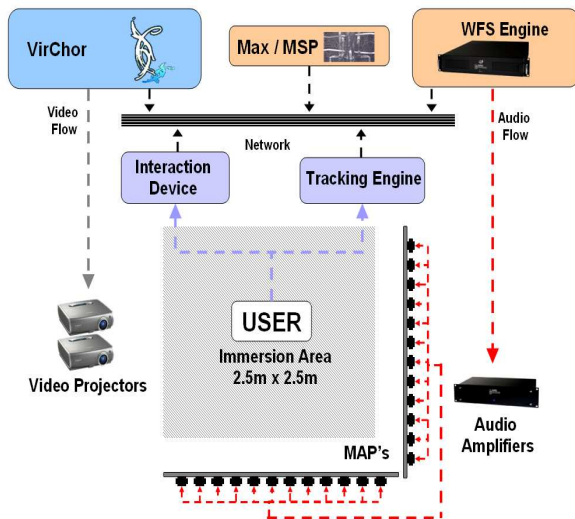 VirChor
Max / MSP
WFS Engine
Video
Flow
Audio
Flow
Network
Interaction
Device
Tracking Engine
USER
Immersion Area
2.5m x 2.5m
Video Projectors
Audio
Amplifiers
MAP's